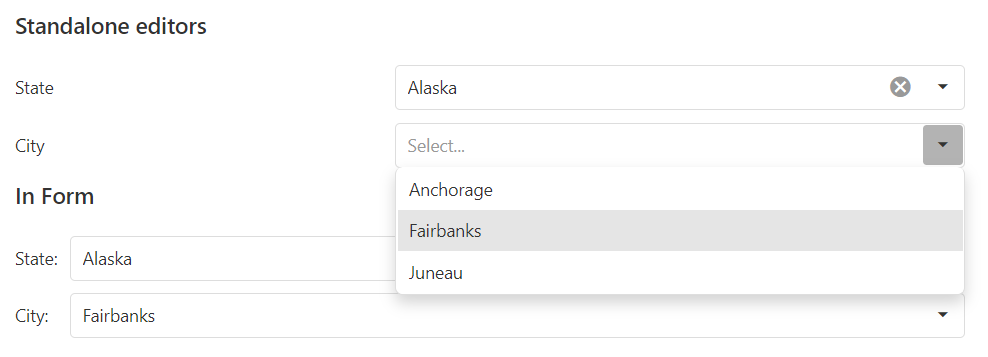 Standalone editors
State Alaska
City Select...
Anchorage
Fairbanks
Juneau
In Form
State: Alaska
City: Fairbanks